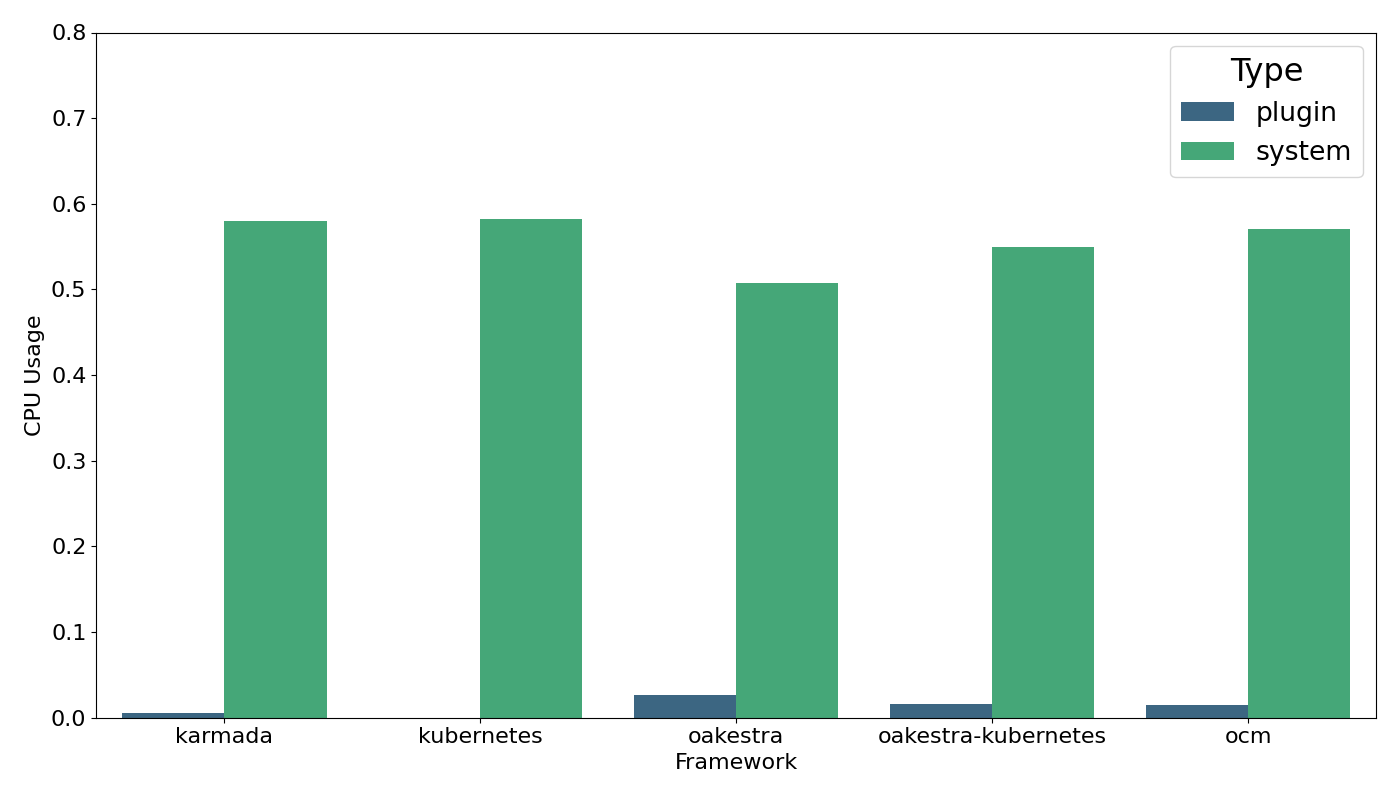 0.8
0.7
0.6
0.5
0.4
0.3
0.2
0.1
0.0
CPU Usage
Type
plugin
system
karmada kubernetes oakestra oakestra-kubernetes ocm
Framework